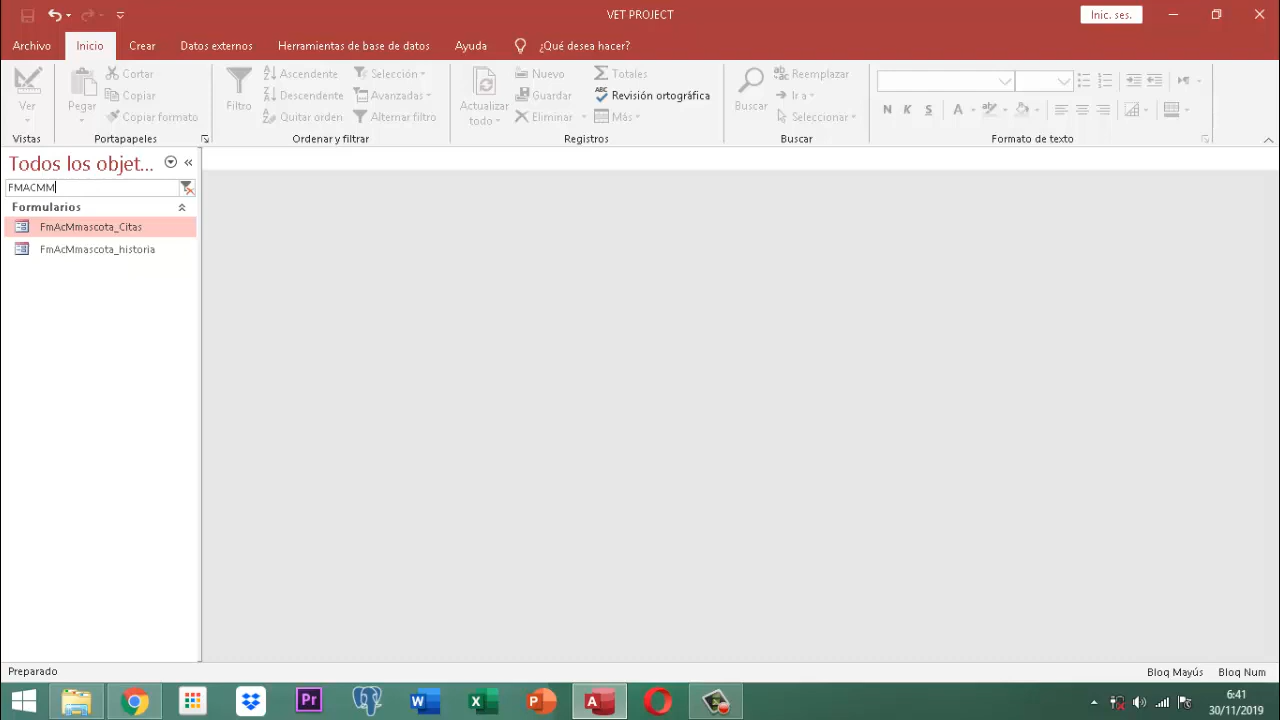 VET PROJECT
Inic. ses.
Archivo Inicio Crear Datos externos Herramientas de base de datos Ayuda ¿Qué desea hacer?
Ver
Vistas
Pegar
Cortar
Copiar
Copiar formato
Portapapeles
Filtro
Ascendente
Descendente
Quitar orden
Selección
Avanzadas
Alternar filtro
Ordenar y filtrar
Actualizar
todo
Nuevo
Guardar
Eliminar
Totales
ABC
Revisión ortográfica
Más
Registros
Buscar
Reemplazar
Ir a
Seleccionar
Buscar
N K S
A
aby
Formato de texto
Todos los objet...
FMACMM
Formularios
FmAcMmascota_Citas
FmAcMmascota_historia
Preparado
Bloq Mayús Bloq Num
Pr
W
X
P
A
6:41
30/11/2019